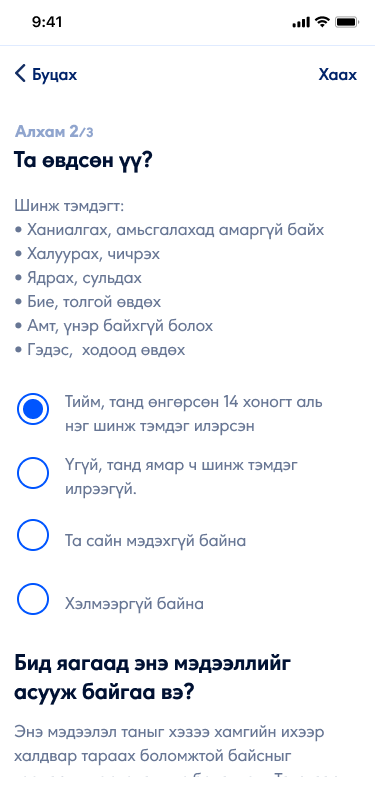 9:41
Буцах
Хаах
Алхам 2/3
Та өвдсөн үү?
Шинж тэмдэгт:
• Ханиалгах, амьсгалахад амаргүй байх
• Халуурах, чичрэх
• Ядрах, сульдах
• Бие, толгой өвдөх
• Амт, үнэр байхгүй болох
• Гэдэс, ходоод өвдөх
Тийм, танд өнгөрсөн 14 хоногт аль
нэг шинж тэмдэг илэрсэн
Үгүй, танд ямар ч шинж тэмдэг
илрээгүй.
Та сайн мэдэхгүй байна
Хэлмээргүй байна
Бид яагаад энэ мэдээллийг
асууж байгаа вэ?
Энэ мэдээлэл таныг хэзээ хамгийн ихээр
халдвар тараах боломжтой байсныг